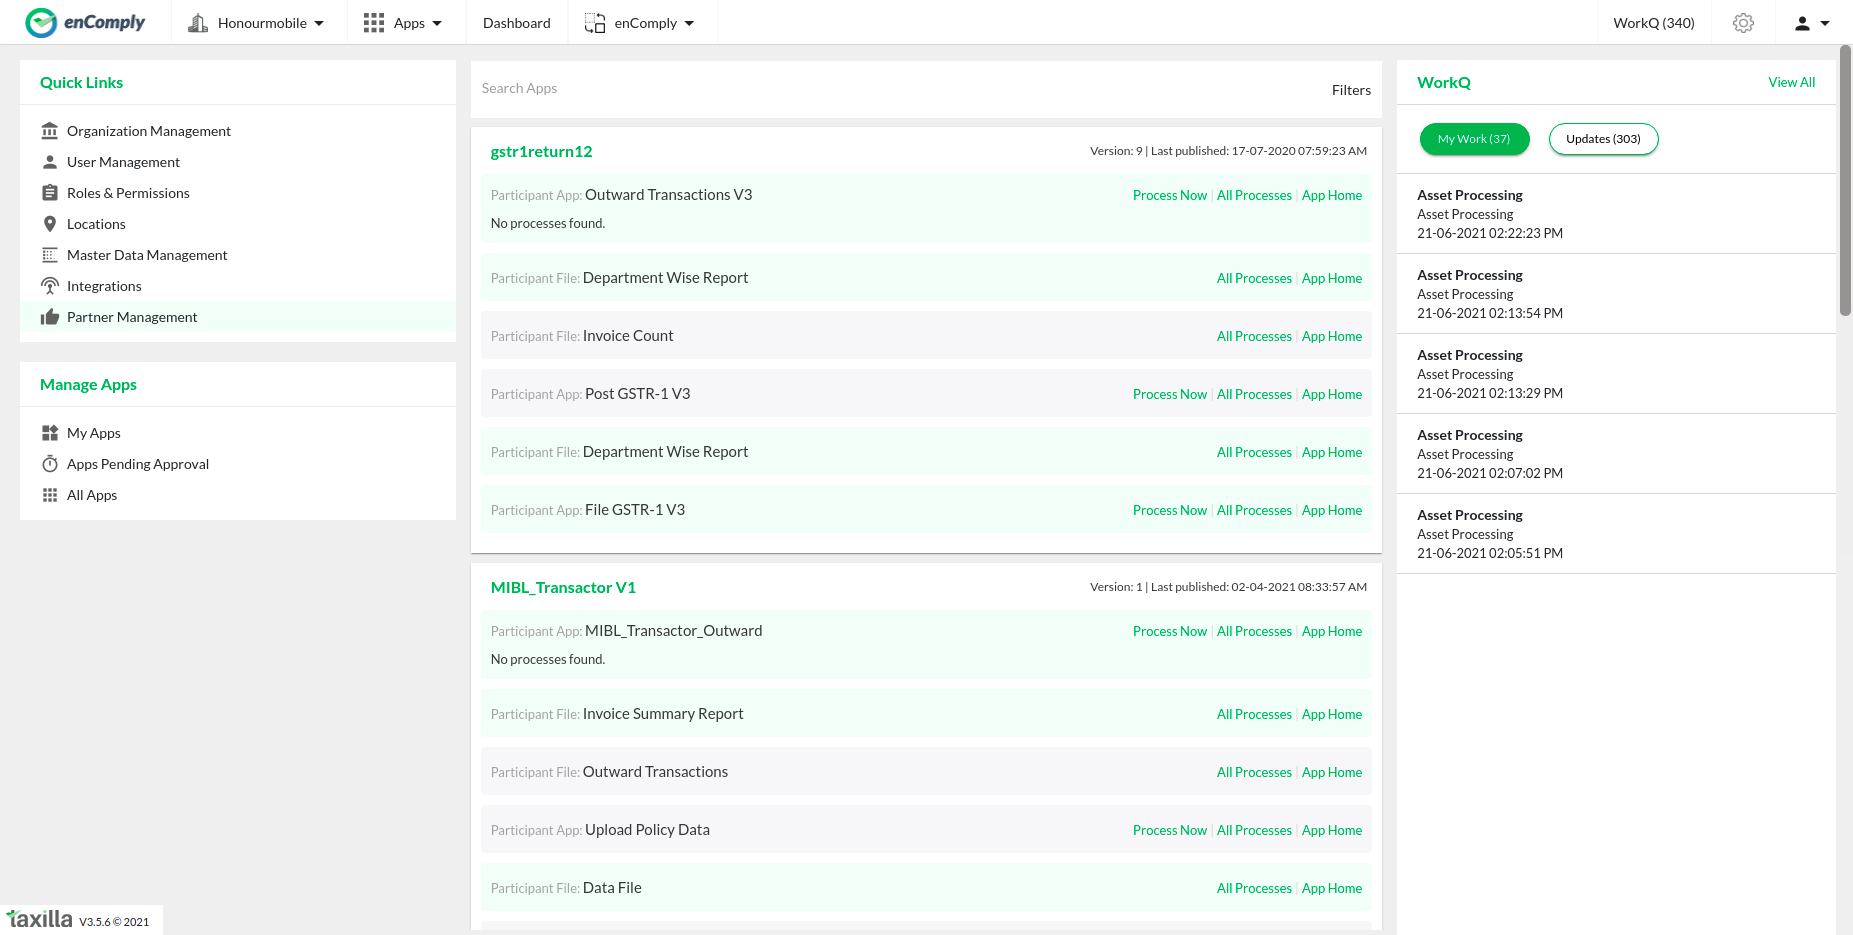 enComply
Honourmobile
Apps
Dashboard
enComply
WorkQ (340)
Quick Links
Organization Management
User Management
Roles & Permissions
Locations
Master Data Management
Integrations
Partner Management
Manage Apps
My Apps
Apps Pending Approval
All Apps
Search Apps
Filters
gstr1return12
Version: 9 | Last published: 17-07-2020 07:59:23 AM
Participant App: Outward Transactions V3
Process Now | All Processes | App Home
No processes found.
Participant File: Department Wise Report
All Processes | App Home
Participant File: Invoice Count
All Processes | App Home
Participant App: Post GSTR-1 V3
Process Now | All Processes | App Home
Participant File: Department Wise Report
All Processes | App Home
Participant App: File GSTR-1 V3
Process Now | All Processes | App Home
MIBL_Transactor V1
Version: 1 | Last published: 02-04-2021 08:33:57 AM
Participant App: MIBL_Transactor_Outward
Process Now | All Processes | App Home
No processes found.
Participant File: Invoice Summary Report
All Processes | App Home
Participant File: Outward Transactions
All Processes | App Home
Participant App: Upload Policy Data
Process Now | All Processes | App Home
Participant File: Data File
All Processes | App Home
WorkQ
View All
My Work (37)
Updates (303)
Asset Processing
Asset Processing
21-06-2021 02:22:23 PM
Asset Processing
Asset Processing
21-06-2021 02:13:54 PM
Asset Processing
Asset Processing
21-06-2021 02:13:29 PM
Asset Processing
Asset Processing
21-06-2021 02:07:02 PM
Asset Processing
Asset Processing
21-06-2021 02:05:51 PM
taxilla V3.5.6 © 2021